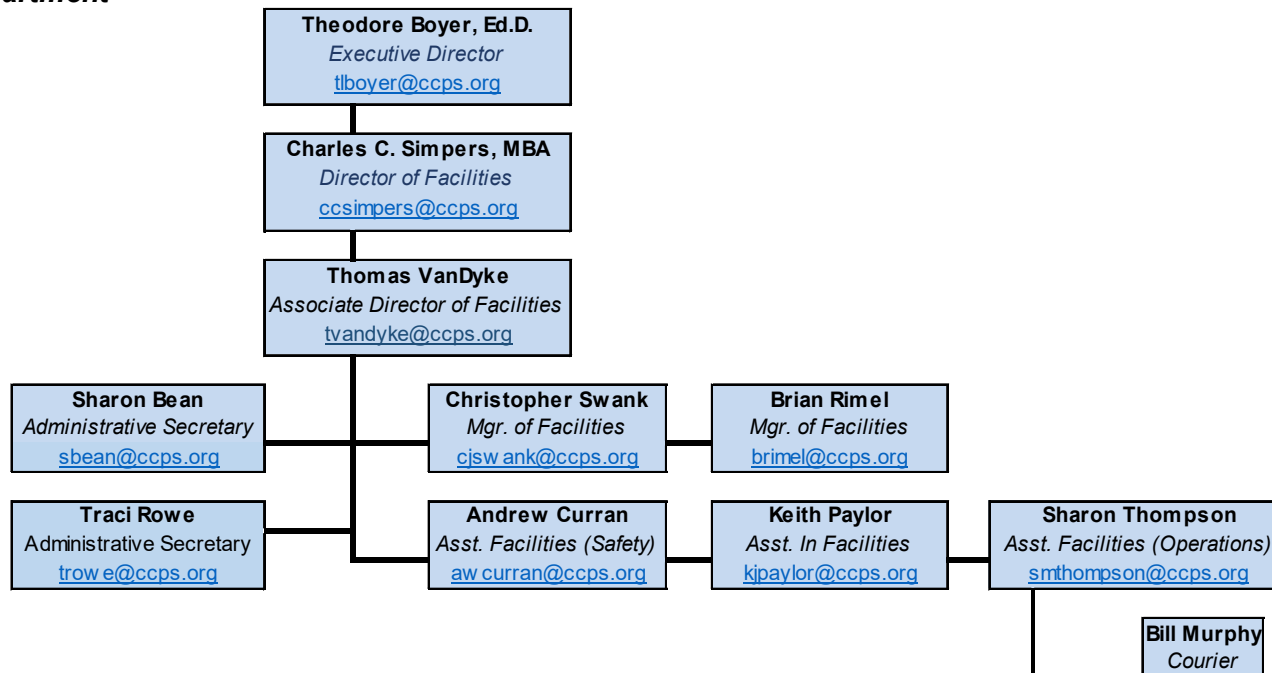 artment
Theodore Boyer, Ed.D.
Executive Director
tlboyer@ccps.org
Charles C. Simpers, MBA
Director of Facilities
ccsimpers@ccps.org
Thomas VanDyke
Associate Director of Facilities
tvandyke@ccps.org
Sharon Bean
Administrative Secretary
sbean@ccps.org
Christopher Swank
Mgr. of Facilities
cjswank@ccps.org
Brian Rimel
Mgr. of Facilities
brimel@ccps.org
Traci Rowe
Administrative Secretary
trowe@ccps.org
Andrew Curran
Asst. Facilities (Safety)
awcurran@ccps.org
Keith Paylor
Asst. In Facilities
kjpaylor@ccps.org
Sharon Thompson
Asst. Facilities (Operations)
smthompson@ccps.org
Bill Murphy
Courier